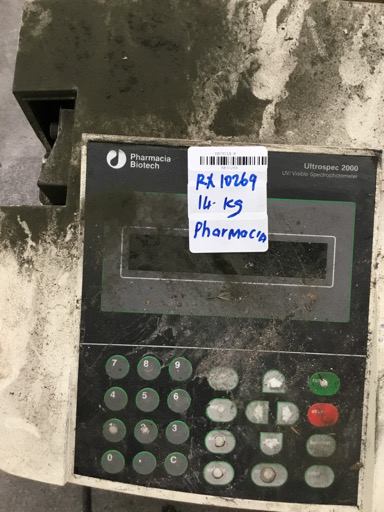 Pharmacia
Biotech
Ultrospec 2000
UV/Visible Spectrophotometer
RX 10269
14. Kg
Pharmacia
7 8 9
4 5 6
1 2 3
0 . C